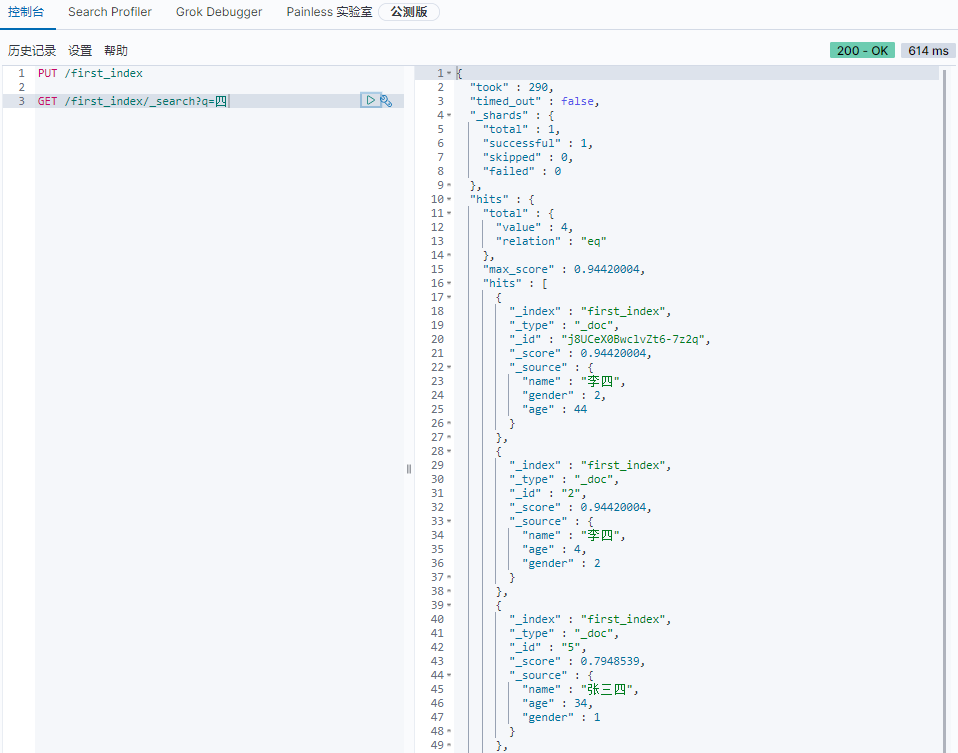 控制台 Search Profiler Grok Debugger Painless 实验室 公测版
历史记录 设置 帮助 200 - OK 614 ms
1 PUT /first_index
2
3 GET /first_index/_search?q=四
1 {
2 "took" : 290,
3 "timed_out" : false,
4 "_shards" : {
5 "total" : 1,
6 "successful" : 1,
7 "skipped" : 0,
8 "failed" : 0
9 },
10 "hits" : {
11 "total" : {
12 "value" : 4,
13 "relation" : "eq"
14 },
15 "max_score" : 0.94420004,
16 "hits" : [
17 {
18 "_index" : "first_index",
19 "_type" : "_doc",
20 "_id" : "j8UCeX0BwclvZt6-7z2q",
21 "_score" : 0.94420004,
22 "_source" : {
23 "name" : "李四",
24 "gender" : 2,
25 "age" : 44
26 }
27 },
28 {
29 "_index" : "first_index",
30 "_type" : "_doc",
31 "_id" : "2",
32 "_score" : 0.94420004,
33 "_source" : {
34 "name" : "李四",
35 "age" : 4,
36 "gender" : 2
37 }
38 },
39 {
40 "_index" : "first_index",
41 "_type" : "_doc",
42 "_id" : "5",
43 "_score" : 0.7948539,
44 "_source" : {
45 "name" : "张三四",
46 "age" : 34,
47 "gender" : 1
48 }
49 },